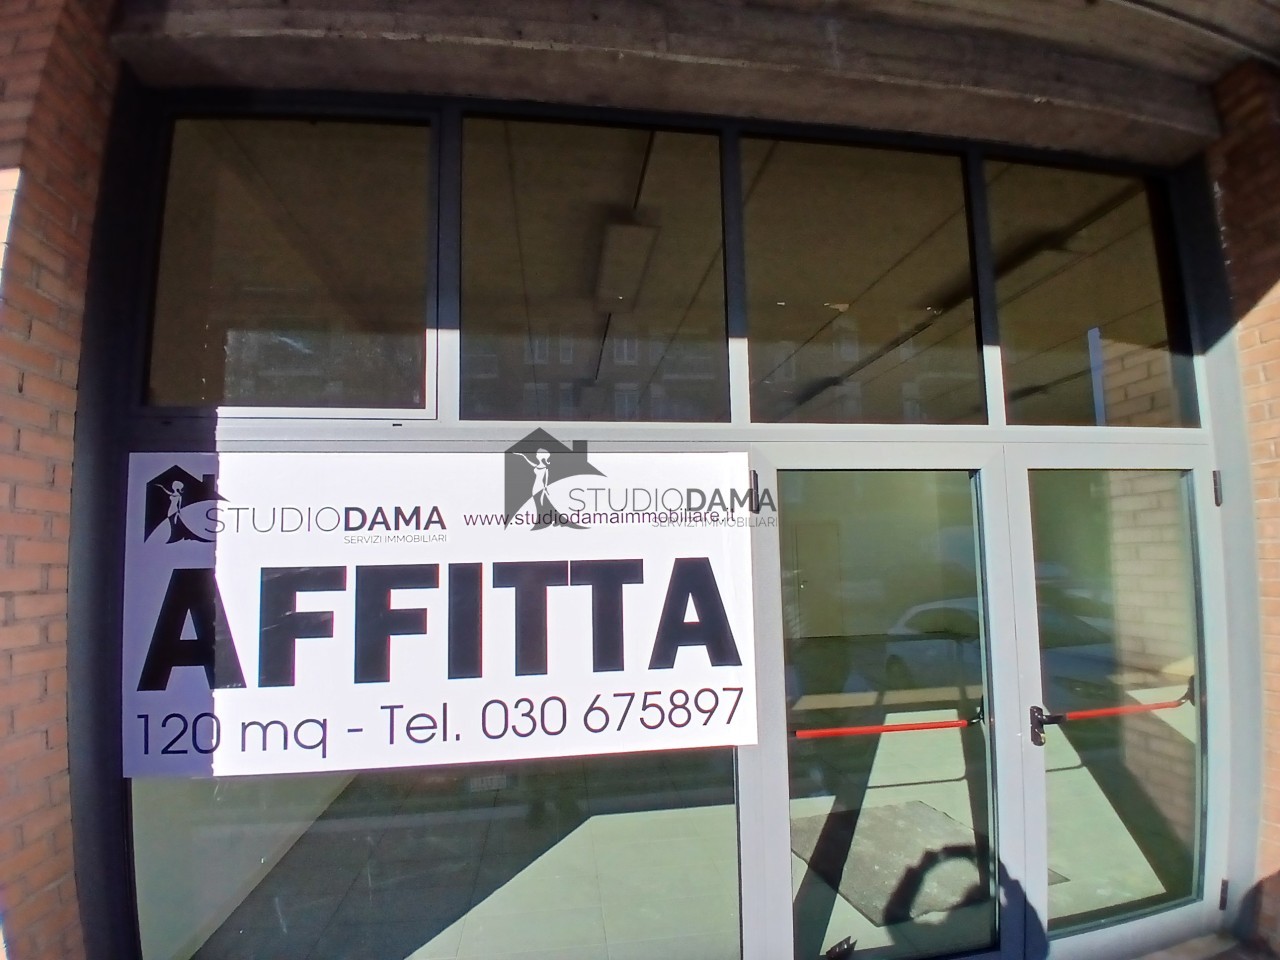 STUDIODAMA
SERVIZI IMMOBILIARI
www.studiodamaimmobiliare.it
STUDIODAMA
SERVIZI IMMOBILIARI
AFFITTA
120 mq - Tel. 030 675897